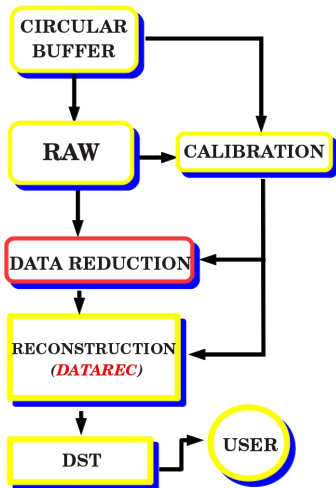 CIRCULAR
BUFFER
RAW
CALIBRATION
DATA REDUCTION
RECONSTRUCTION
(DATAREC)
DST
USER